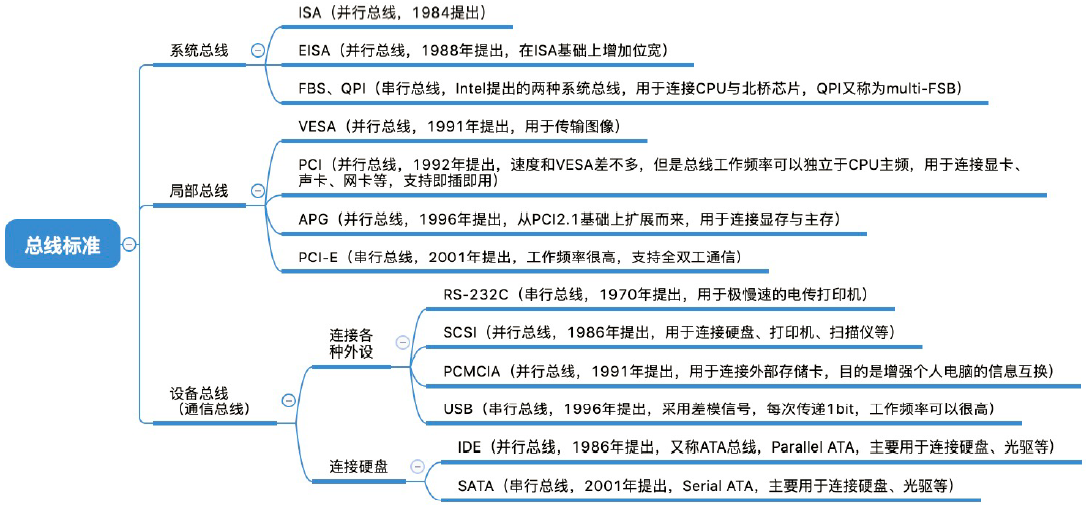 总线标准
系统总线
ISA（并行总线，1984提出）
EISA（并行总线，1988年提出，在ISA基础上增加位宽）
FBS、QPI（串行总线，Intel提出的两种系统总线，用于连接CPU与北桥芯片，QPI又称为multi-FSB）
局部总线
VESA（并行总线，1991年提出，用于传输图像）
PCI（并行总线，1992年提出，速度和VESA差不多，但是总线工作频率可以独立于CPU主频，用于连接显卡、
声卡、网卡等，支持即插即用）
APG（并行总线，1996年提出，从PCI2.1基础上扩展而来，用于连接显存与主存）
PCI-E（串行总线，2001年提出，工作频率很高，支持全双工通信）
设备总线
（通信总线）
连接各
种外设
RS-232C（串行总线，1970年提出，用于极慢速的电传打印机）
SCSI（并行总线，1986年提出，用于连接硬盘、打印机、扫描仪等）
PCMCIA（并行总线，1991年提出，用于连接外部存储卡，目的是增强个人电脑的信息互换）
USB（串行总线，1996年提出，采用差模信号，每次传递1bit，工作频率可以很高）
连接硬盘
IDE（并行总线，1986年提出，又称ATA总线，Parallel ATA，主要用于连接硬盘、光驱等）
SATA（串行总线，2001年提出，Serial ATA，主要用于连接硬盘、光驱等）